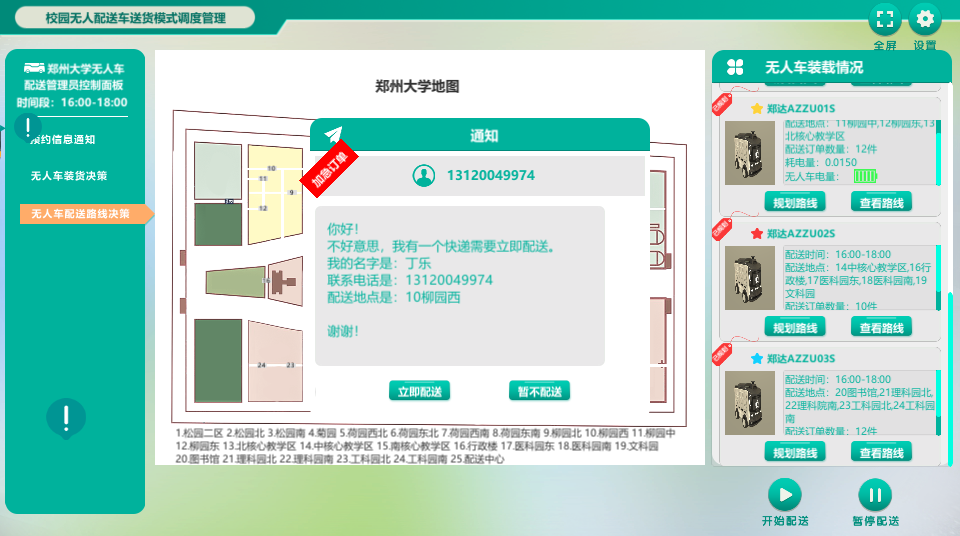 校园无人配送车送货模式调度管理
全屏
设置
郑州大学无人车
配送管理员控制面板
时间段：16:00-18:00
预约信息通知
无人车装货决策
无人车配送路线决策
郑州大学地图
10
11
9
12
24
23
1.松园二区 2.松园北 3.松园南 4.菊园 5.荷园西北 6.荷园东北 7.荷园西南 8.荷园东南 9.柳园北 10.柳园西 11.柳园中
12.柳园东 13.北核心教学区 14.中核心教学区 15.南核心教学区 16.行政楼 17.医科园东 18.医科园南 19.文科园
20.图书馆 21.理科园北 22.理科园南 23.工科园北 24.工科园南 25.配送中心
通知
加急订单
13120049974
你好！
不好意思，我有一个快递需要立即配送。
我的名字是：丁乐
联系电话是：13120049974
配送地点是：10柳园西
谢谢！
立即配送
暂不配送
无人车装载情况
郑达AZZU01S
配送地点：11柳园中,12柳园东,13
北核心教学区
配送订单数量：12件
耗电量：0.0150
无人车电量：
规划路线
查看路线
郑达AZZU02S
配送时间：16:00-18:00
配送地点：14中核心教学区,16行
政楼,17医科园东,18医科园南,19
文科园
配送订单数量：10件
规划路线
查看路线
郑达AZZU03S
配送时间：16:00-18:00
配送地点：20图书馆,21理科园北,
22理科院南,23工科园北,24工科园
南
配送订单数量：12件
规划路线
查看路线
开始配送
暂停配送